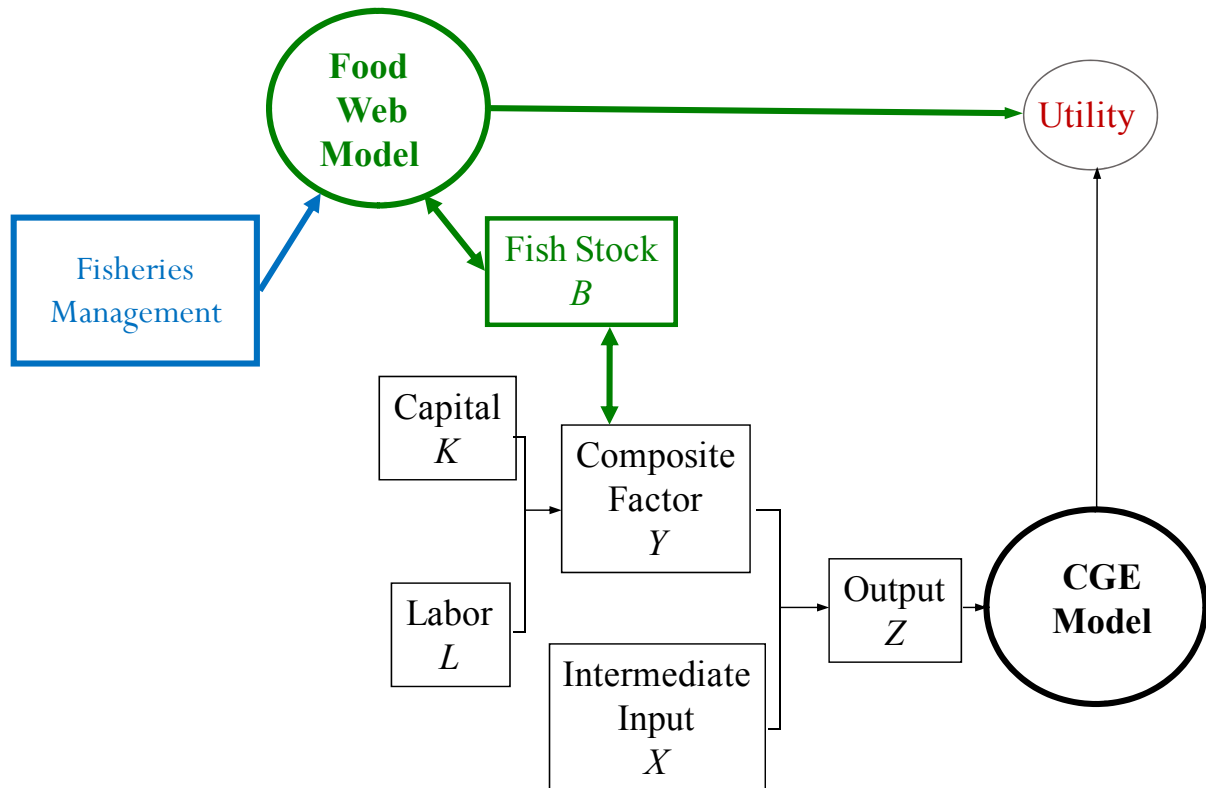 Food
Web
Model
Utility
Fisheries
Management
Fish Stock
B
Capital
K
Composite
Factor
Y
Labor
L
Intermediate
Input
X
Output
Z
CGE
Model